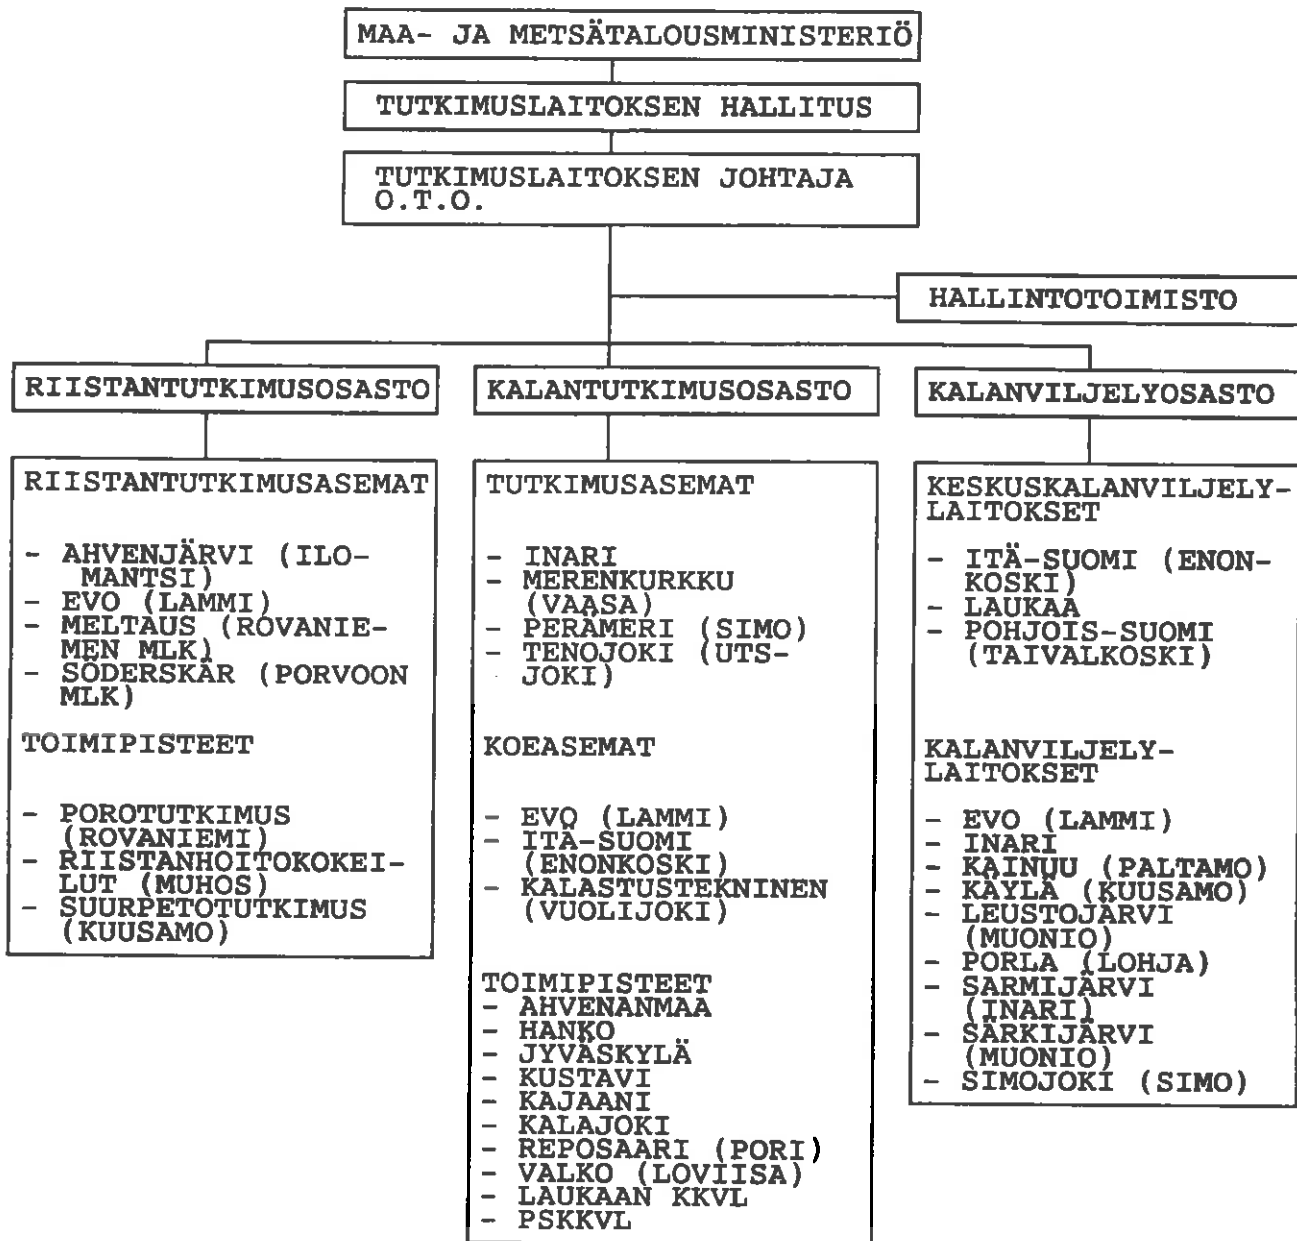 MAA- JA METSÄTALOUSMINISTERIÖ
TUTKIMUSLAITOKSEN HALLITUS
TUTKIMUSLAITOKSEN JOHTAJA
O.T.O.
HALLINTOTOIMISTO
RIISTANTUTKIMUSOSASTO
RIISTANTUTKIMUSASEMAT
- AHVENJÄRVI (ILO-
MANTSI)
- EVO (LAMMI)
- MELTAUS (ROVANIE-
MEN MLK)
- SÖDERSKÄR (PORVOON
MLK)
TOIMIPISTEET
- POROTUTKIMUS
(ROVANIEMI)
- RIISTANHOITOKOKEI-
LUT (MUHOS)
- SUURPETOTUTKIMUS
(KUUSAMO)
KALANTUTKIMUSOSASTO
TUTKIMUSASEMAT
- INARI
- MERENKURKKU
(VAASA)
- PERÄMERI (SIMO)
- TENOJOKI (UTS-
JOKI)
KOEASEMAT
- EVO (LAMMI)
- ITÄ-SUOMI
(ENONKOSKI)
- KALASTUSTEKNINEN
(VUOLIJOKI)
TOIMIPISTEET
- AHVENANMAA
- HANKO
- JYVÄSKYLÄ
- KUSTAVI
- KAJAANI
- KALAJOKI
- REPOSAARI (PORI)
- VALKO (LOVIISA)
- LAUKAAN KKVL
- PSKKVL
KALANVILJELYOSASTO
KESKUSKALANVILJELY-
LAITOKSET
- ITÄ-SUOMI (ENON-
KOSKI)
- LAUKAA
- POHJOIS-SUOMI
(TAIVALKOSKI)
KALANVILJELY-
LAITOKSET
- EVO (LAMMI)
- INARI
- KAINUU (PALTAMO)
- KÄYLÄ (KUUSAMO)
- LEUSTOJÄRVI
(MUONIO)
- PORLA (LOHJA)
- SARMIJÄRVI
(INARI)
- SÄRKIJÄRVI
(MUONIO)
- SIMOJOKI (SIMO)